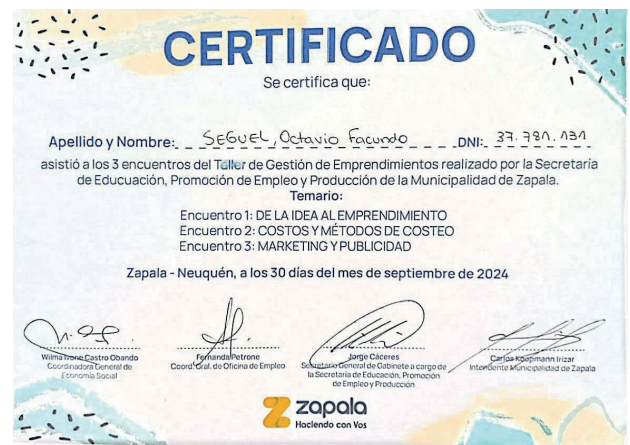 CERTIFICADO
Se certifica que:
Apellido y Nombre: SEGUEL, Octavio Facundo DNI: 37.781.131
asistió a los 3 encuentros del Taller de Gestión de Emprendimientos realizado por la Secretaría
de Educuación, Promoción de Empleo y Producción de la Municipalidad de Zapala.
Temario:
Encuentro 1: DE LA IDEA AL EMPRENDIMIENTO
Encuentro 2: COSTOS Y MÉTODOS DE COSTEO
Encuentro 3: MARKETING Y PUBLICIDAD
Zapala - Neuquén, a los 30 días del mes de septiembre de 2024
Wilma Ivone Castro Obando
Coordinadora General de
Economía Social
Fernanda Petrone
Coord. Gral. de Oficina de Empleo
Jorge Cáceres
Secretario General de Gabinete a cargo de
la Secretaría de Educación, Promoción
de Empleo y Producción
Carlos Koopmann Irizar
Intendente Municipalidad de Zapala
zapala
Haciendo con Vos